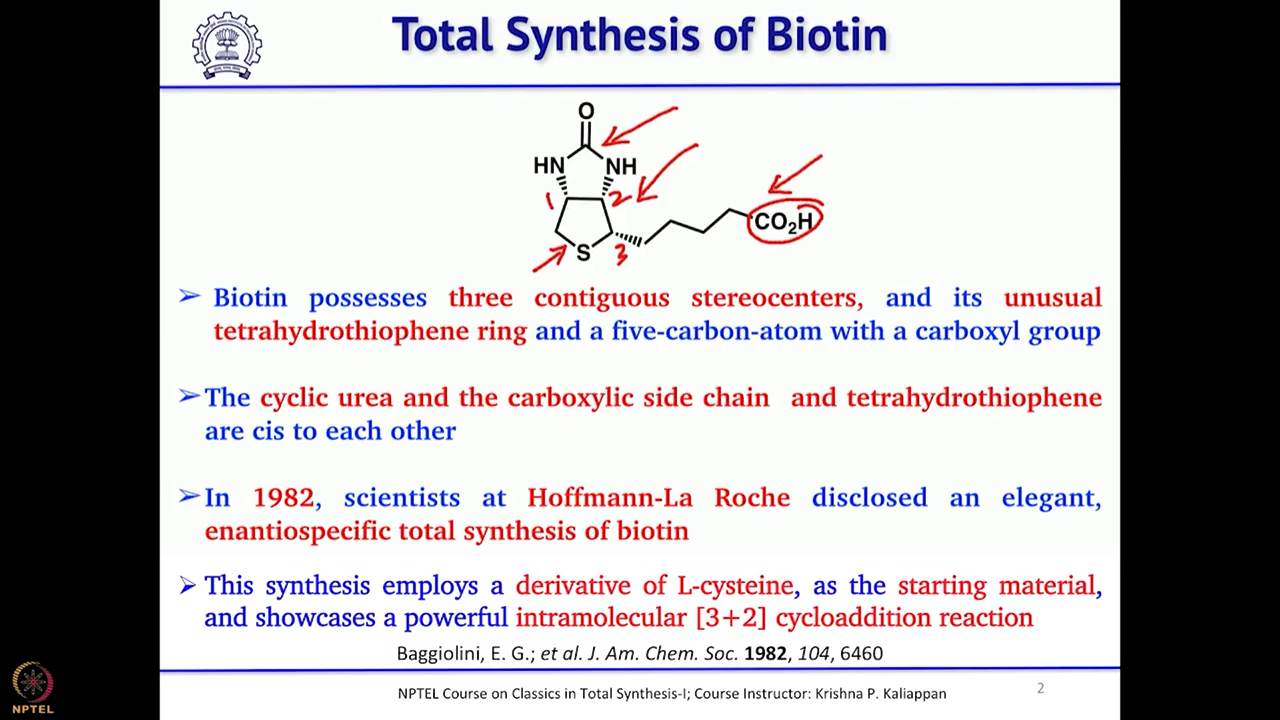 Total Synthesis of Biotin
O
HN
NH
1
2
CO₂H
S
3
➢ Biotin possesses three contiguous stereocenters, and its unusual
tetrahydrothiophene ring and a five-carbon-atom with a carboxyl group
➢ The cyclic urea and the carboxylic side chain and tetrahydrothiophene
are cis to each other
➢ In 1982, scientists at Hoffmann-La Roche disclosed an elegant,
enantiospecific total synthesis of biotin
➢ This synthesis employs a derivative of L-cysteine, as the starting material,
and showcases a powerful intramolecular [3+2] cycloaddition reaction
Baggiolini, E. G.; et al. J. Am. Chem. Soc. 1982, 104, 6460
NPTEL Course on Classics in Total Synthesis-I; Course Instructor: Krishna P. Kaliappan
2
NPTEL